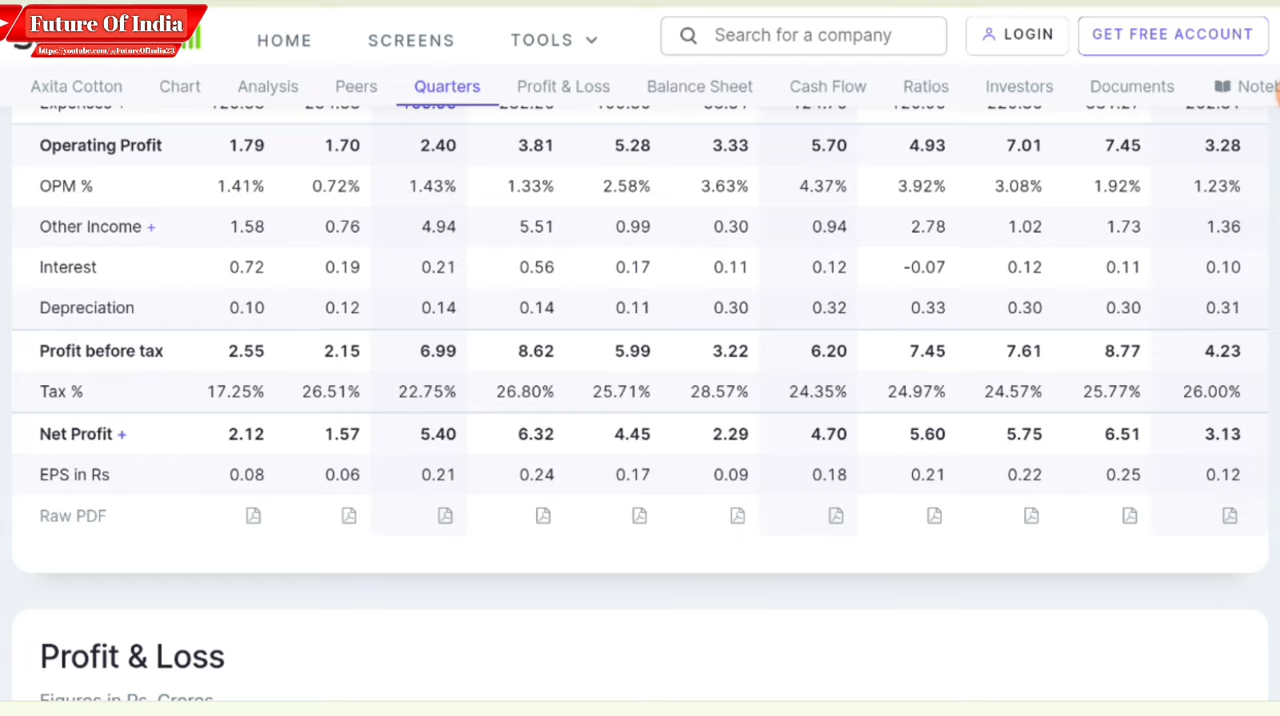 Future Of India
https://youtube.com/@FutureOfIndia23
HOME SCREENS TOOLS Search for a company LOGIN GET FREE ACCOUNT
Axita Cotton Chart Analysis Peers Quarters Profit & Loss Balance Sheet Cash Flow Ratios Investors Documents
Operating Profit 1.79 1.70 2.40 3.81 5.28 3.33 5.70 4.93 7.01 7.45 3.28
OPM % 1.41% 0.72% 1.43% 1.33% 2.58% 3.63% 4.37% 3.92% 3.08% 1.92% 1.23%
Other Income + 1.58 0.76 4.94 5.51 0.99 0.30 0.94 2.78 1.02 1.73 1.36
Interest 0.72 0.19 0.21 0.56 0.17 0.11 0.12 -0.07 0.12 0.11 0.10
Depreciation 0.10 0.12 0.14 0.14 0.11 0.30 0.32 0.33 0.30 0.30 0.31
Profit before tax 2.55 2.15 6.99 8.62 5.99 3.22 6.20 7.45 7.61 8.77 4.23
Tax % 17.25% 26.51% 22.75% 26.80% 25.71% 28.57% 24.35% 24.97% 24.57% 25.77% 26.00%
Net Profit + 2.12 1.57 5.40 6.32 4.45 2.29 4.70 5.60 5.75 6.51 3.13
EPS in Rs 0.08 0.06 0.21 0.24 0.17 0.09 0.18 0.21 0.22 0.25 0.12
Raw PDF
Profit & Loss
Figures in Rs. Crores